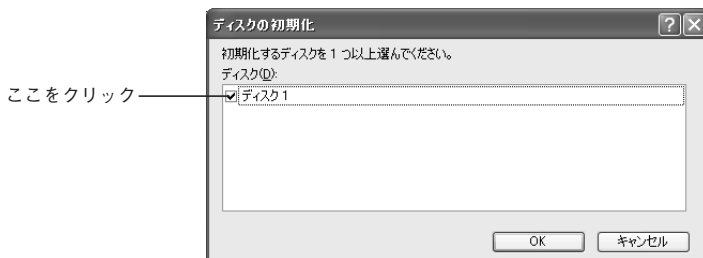 ディスクの初期化
初期化するディスクを 1 つ以上選んでください。
ディスク(D):
ここをクリック
ディスク 1
OK
キャンセル